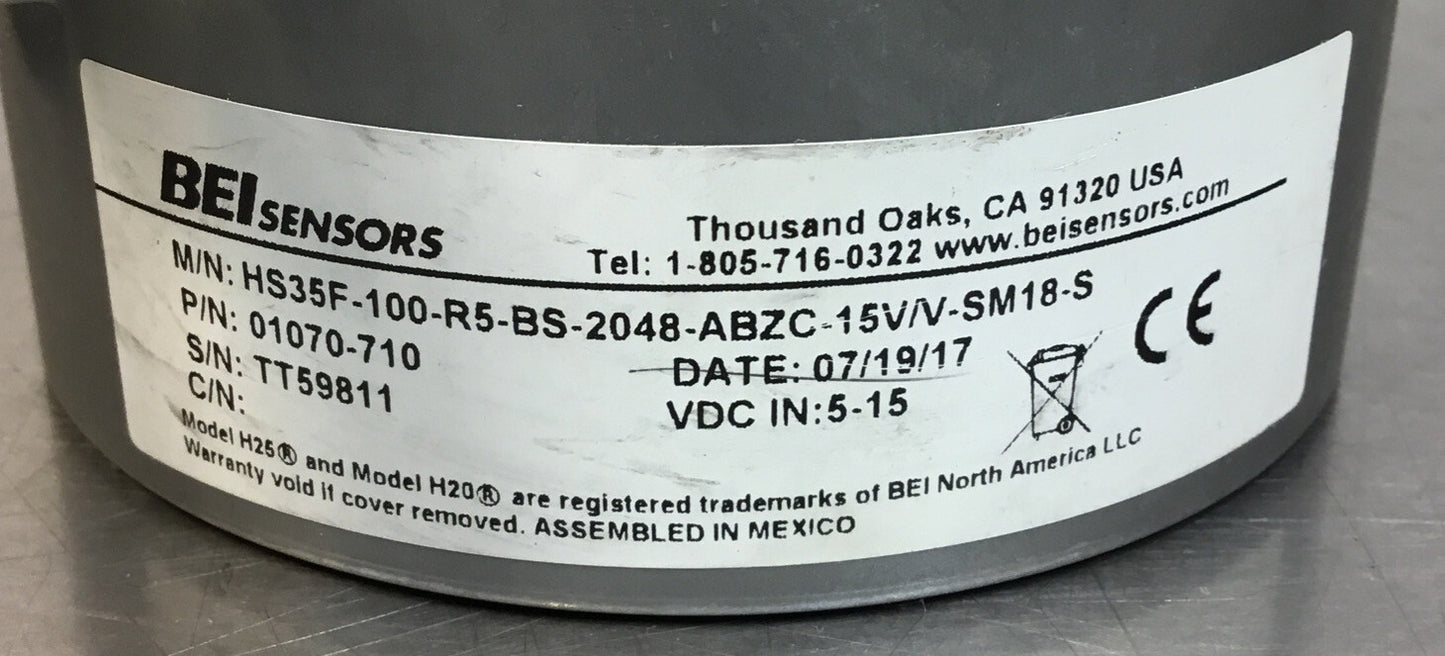 BEI SENSORS
Thousand Oaks, CA 91320 USA
Tel: 1-805-716-0322 www.beisensors.com
M/N: HS35F-100-R5-BS-2048-ABZC-15V/V-SM18-S
P/N: 01070-710
DATE: 07/19/17
S/N: TT59811
VDC IN:5-15
C/N:
CE
Model H25® and Model H20® are registered trademarks of BEI North America LLC
Warranty void if cover removed. ASSEMBLED IN MEXICO